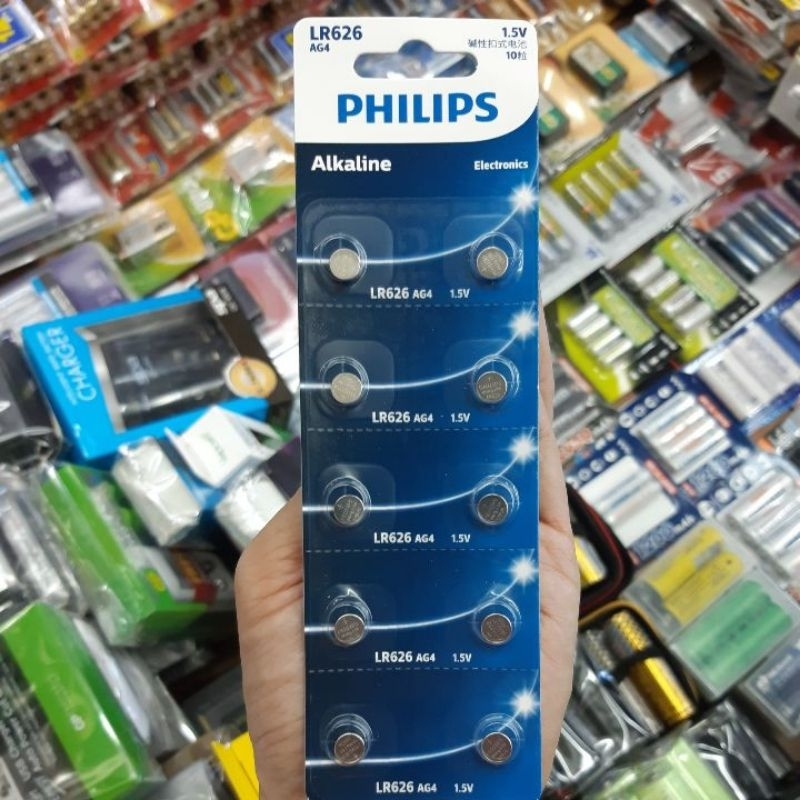 LR626
AG4
1.5V
碱性扣式电池
10粒
PHILIPS
Alkaline
Electronics
LR626 AG4 1.5V
LR626 AG4 1.5V
LR626 AG4 1.5V
LR626 AG4 1.5V
LR626 AG4 1.5V
CHARGER
GP